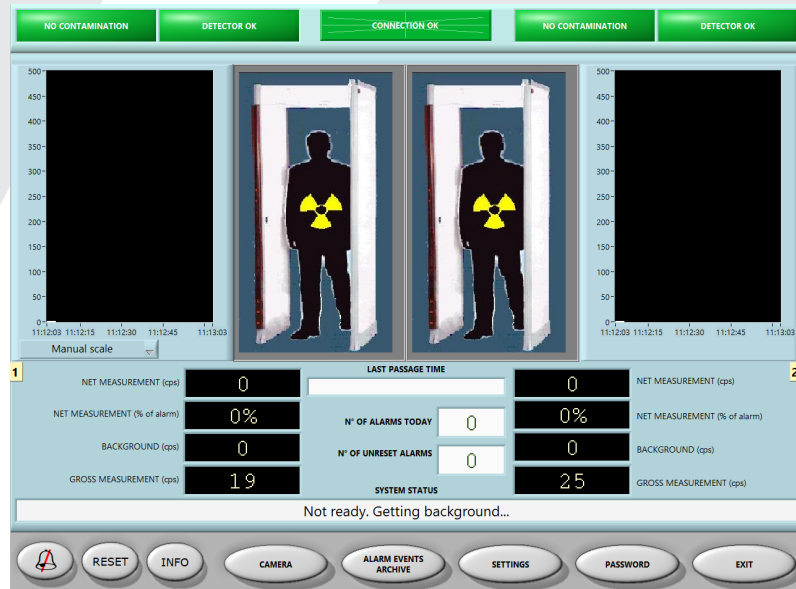 NO CONTAMINATION
DETECTOR OK
CONNECTION OK
NO CONTAMINATION
DETECTOR OK
500
450
400
350
300
250
200
150
100
50
0
11:12:03 11:12:15 11:12:30 11:12:45 11:13:03
Manual scale
500
450
400
350
300
250
200
150
100
50
0
11:12:03 11:12:15 11:12:30 11:12:45 11:13:03
1
NET MEASUREMENT (cps) 0
NET MEASUREMENT (% of alarm) 0%
BACKGROUND (cps) 0
GROSS MEASUREMENT (cps) 19
LAST PASSAGE TIME
N° OF ALARMS TODAY 0
N° OF UNRESET ALARMS 0
SYSTEM STATUS
2
0 NET MEASUREMENT (cps)
0% NET MEASUREMENT (% of alarm)
0 BACKGROUND (cps)
25 GROSS MEASUREMENT (cps)
Not ready. Getting background...
RESET
INFO
CAMERA
ALARM EVENTS
ARCHIVE
SETTINGS
PASSWORD
EXIT